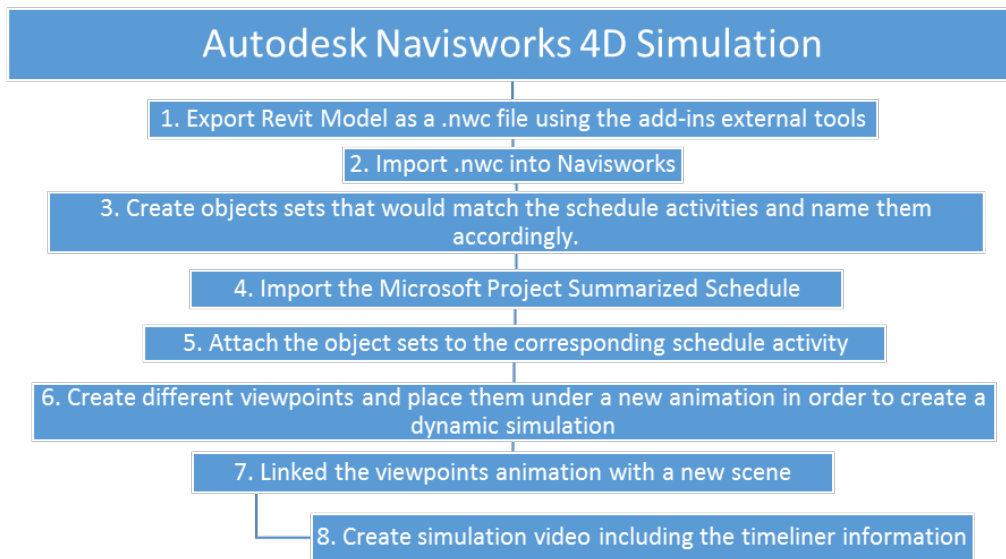 Autodesk Navisworks 4D Simulation
1. Export Revit Model as a .nwc file using the add-ins external tools
2. Import .nwc into Navisworks
3. Create objects sets that would match the schedule activities and name them
accordingly.
4. Import the Microsoft Project Summarized Schedule
5. Attach the object sets to the corresponding schedule activity
6. Create different viewpoints and place them under a new animation in order to create a
dynamic simulation
7. Linked the viewpoints animation with a new scene
8. Create simulation video including the timeliner information